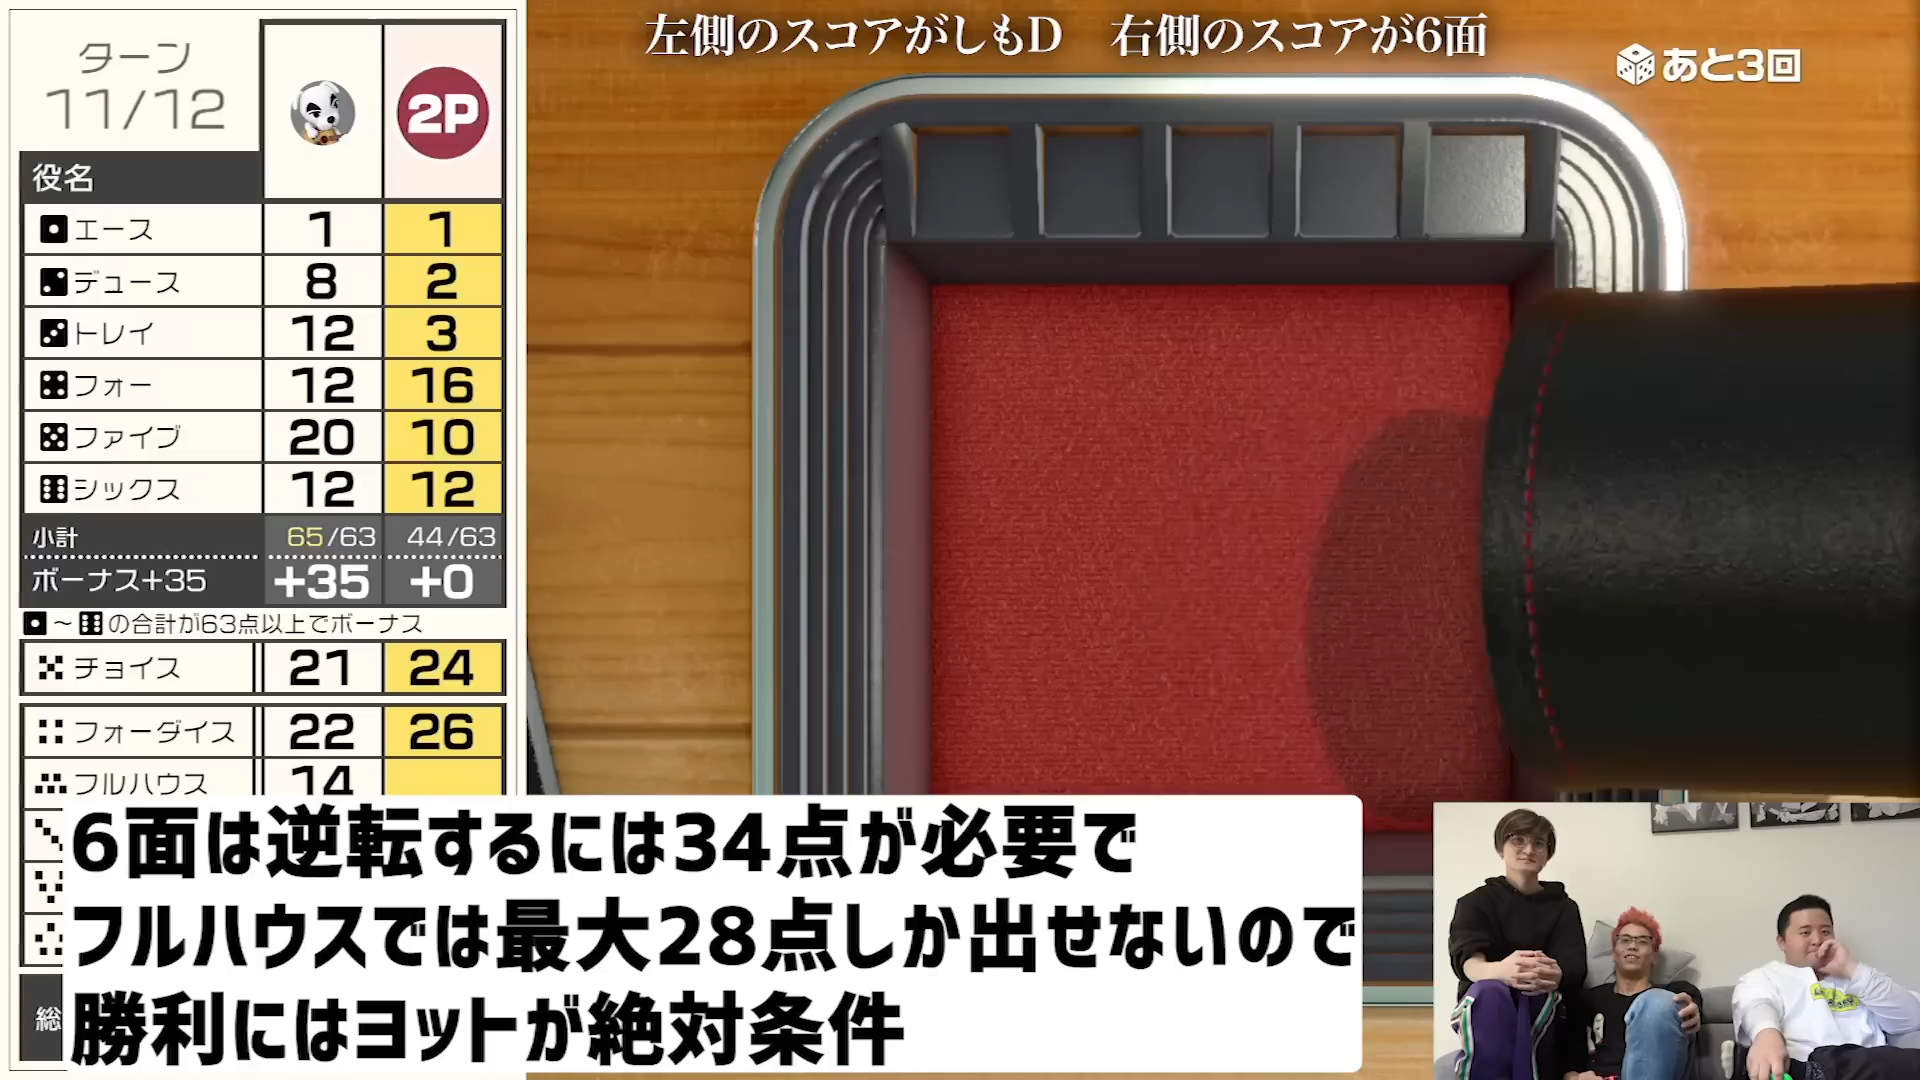 左側のスコアがしもD 右側のスコアが6面
あと3回
ターン
11/12
2P
役名
エース 1 1
デュース 8 2
トレイ 12 3
フォー 12 16
ファイブ 20 10
シックス 12 12
小計 65/63 44/63
ボーナス+35 +35 +0
~の合計が63点以上でボーナス
チョイス 21 24
フォーダイス 22 26
フルハウス 14
総
6面は逆転するには34点が必要で
フルハウスでは最大28点しか出せないので
勝利にはヨットが絶対条件